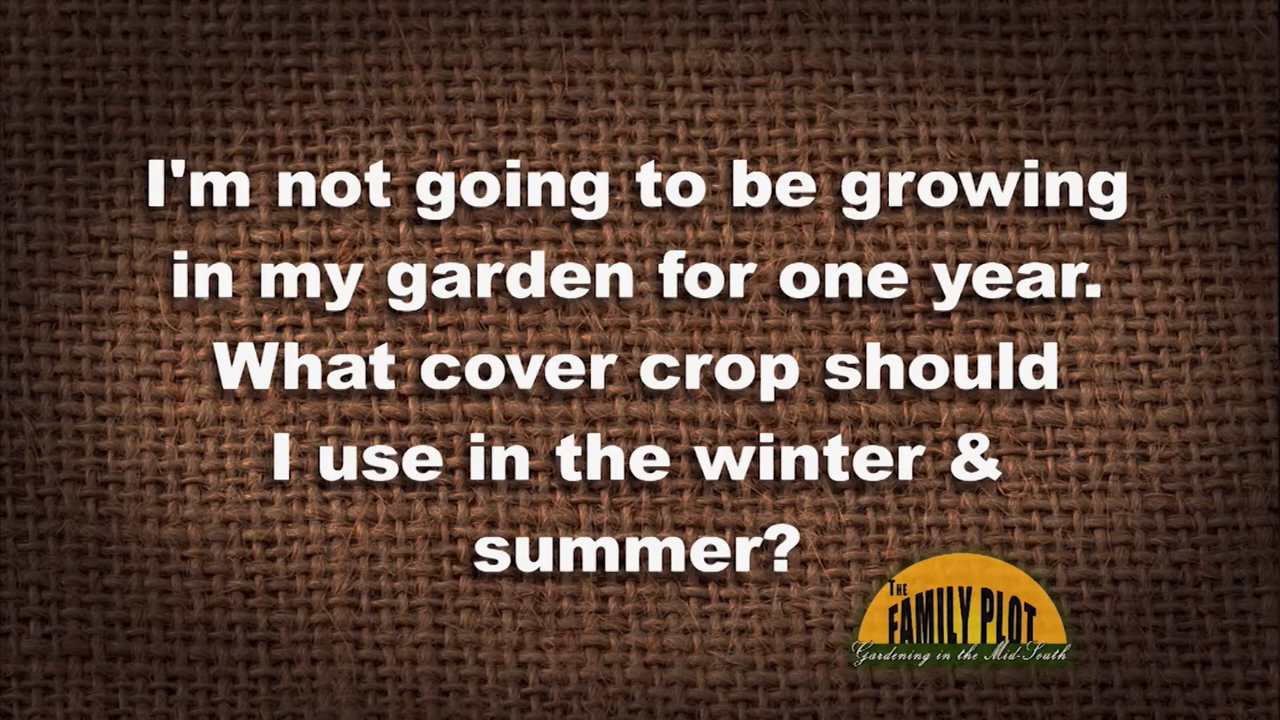 I'm not going to be growing
in my garden for one year.
What cover crop should
I use in the winter &
summer?
THE
FAMILY PLOT
Gardening in the Mid-South